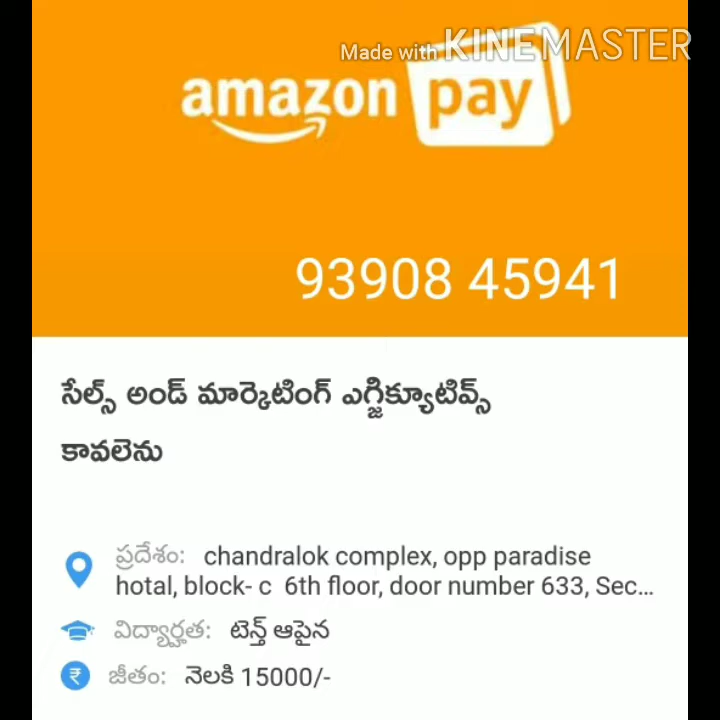 Made with KINEMASTER
amazon pay
93908 45941
సేల్స్ అండ్ మార్కెటింగ్ ఎగ్జిక్యూటివ్స్
కావలెను
ప్రదేశం: chandralok complex, opp paradise
hotal, block- c 6th floor, door number 633, Sec...
విద్యార్హత: టెన్త్ ఆపైన
జీతం: నెలకి 15000/-